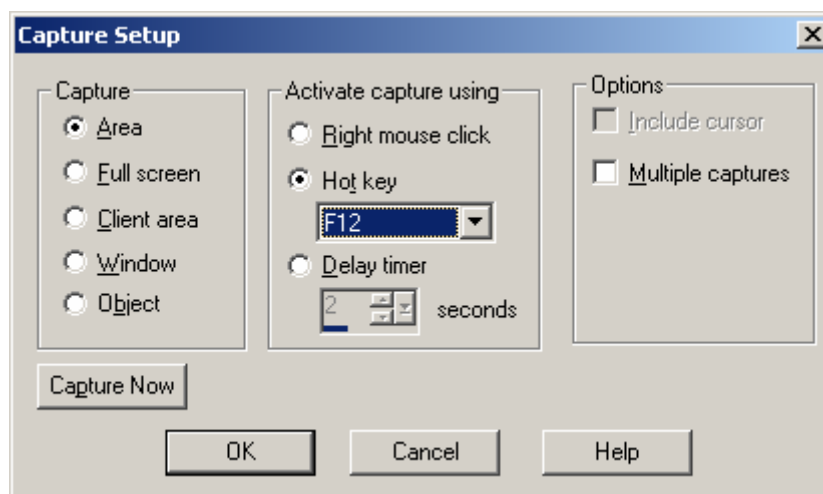 Capture Setup
Capture
Area
Full screen
Client area
Window
Object
Activate capture using
Right mouse click
Hot key
F12
Delay timer
2 seconds
Options
Include cursor
Multiple captures
Capture Now
OK Cancel Help